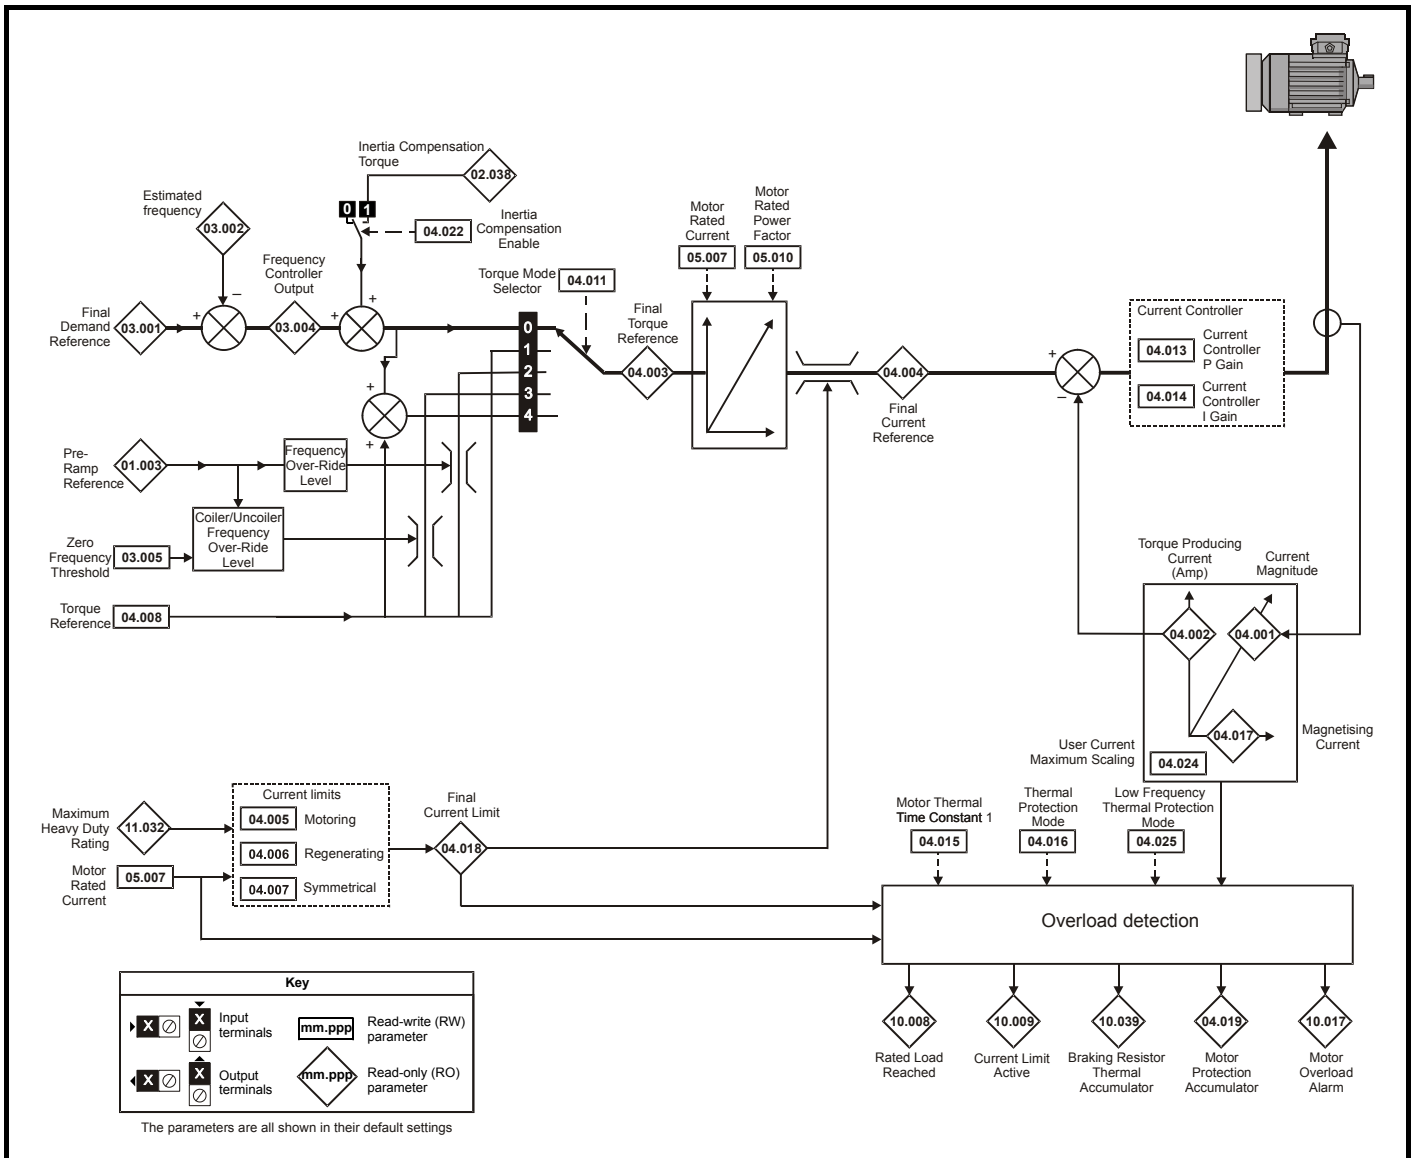 Inertia Compensation
Torque
02.038
0 1
04.022
Inertia
Compensation
Enable
Estimated
frequency
03.002
Frequency
Controller
Output
Final
Demand
Reference
03.001
+
–
03.004
+
+
Torque Mode
Selector
04.011
0
1
2
3
4
+
+
Final
Torque
Reference
04.003
Motor
Rated
Current
05.007
Motor
Rated
Power
Factor
05.010
04.004
Final
Current
Reference
+
–
Current Controller
04.013
Current
Controller
P Gain
04.014
Current
Controller
I Gain
Pre-
Ramp
Reference
01.003
Frequency
Over-Ride
Level
Coiler/Uncoiler
Frequency
Over-Ride
Level
Zero
Frequency
Threshold
03.005
Torque
Reference
04.008
Torque Producing
Current
(Amp)
Current
Magnitude
04.002
04.001
04.017
Magnetising
Current
User Current
Maximum Scaling
04.024
Maximum
Heavy Duty
Rating
11.032
Motor
Rated
Current
05.007
Current limits
04.005
Motoring
04.006
Regenerating
04.007
Symmetrical
Final
Current Limit
04.018
Motor Thermal
Time Constant 1
04.015
Thermal
Protection
Mode
04.016
Low Frequency
Thermal Protection
Mode
04.025
Overload detection
10.008
Rated Load
Reached
10.009
Current Limit
Active
10.039
Braking Resistor
Thermal
Accumulator
04.019
Motor
Protection
Accumulator
10.017
Motor
Overload
Alarm
Key
X
X
Input
terminals
mm.ppp
Read-write (RW)
parameter
X
X
Output
terminals
mm.ppp
Read-only (RO)
parameter
The parameters are all shown in their default settings